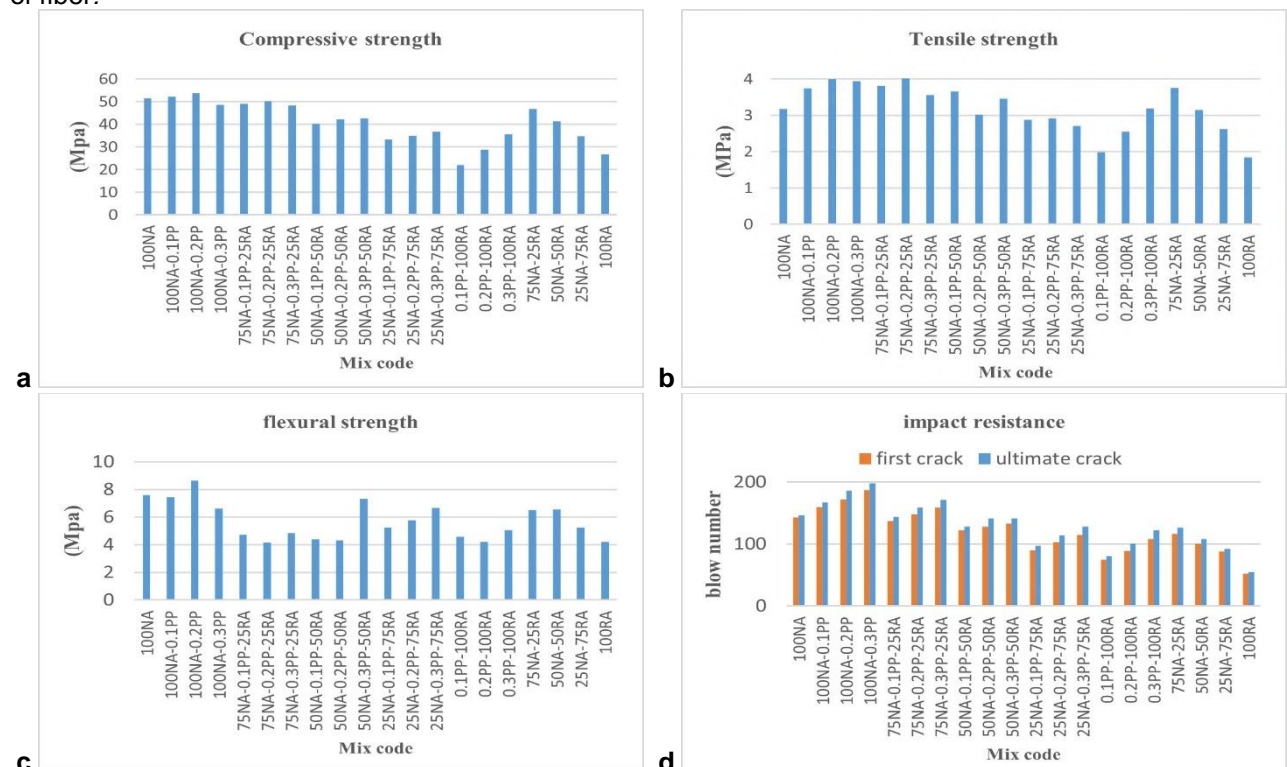 of fiber.
Compressive strength
(Mpa)
60
50
40
30
20
10
0
100NA
100NA-0.1PP
100NA-0.2PP
100NA-0.3PP
75NA-0.1PP-25RA
75NA-0.2PP-25RA
75NA-0.3PP-25RA
50NA-0.1PP-50RA
50NA-0.2PP-50RA
50NA-0.3PP-50RA
25NA-0.1PP-75RA
25NA-0.2PP-75RA
25NA-0.3PP-75RA
0.1PP-100RA
0.2PP-100RA
0.3PP-100RA
75NA-25RA
50NA-50RA
25NA-75RA
100RA
Mix code
a
Tensile strength
(MPa)
4
3
2
1
0
100NA
100NA-0.1PP
100NA-0.2PP
100NA-0.3PP
75NA-0.1PP-25RA
75NA-0.2PP-25RA
75NA-0.3PP-25RA
50NA-0.1PP-50RA
50NA-0.2PP-50RA
50NA-0.3PP-50RA
25NA-0.1PP-75RA
25NA-0.2PP-75RA
25NA-0.3PP-75RA
0.1PP-100RA
0.2PP-100RA
0.3PP-100RA
75NA-25RA
50NA-50RA
25NA-75RA
100RA
Mix code
b
flexural strength
(Mpa)
10
8
6
4
2
0
100NA
100NA-0.1PP
100NA-0.2PP
100NA-0.3PP
75NA-0.1PP-25RA
75NA-0.2PP-25RA
75NA-0.3PP-25RA
50NA-0.1PP-50RA
50NA-0.2PP-50RA
50NA-0.3PP-50RA
25NA-0.1PP-75RA
25NA-0.2PP-75RA
25NA-0.3PP-75RA
0.1PP-100RA
0.2PP-100RA
0.3PP-100RA
75NA-25RA
50NA-50RA
25NA-75RA
100RA
Mix code
c
impact resistance
first crack ultimate crack
blow number
200
100
0
100NA
100NA-0.1PP
100NA-0.2PP
100NA-0.3PP
75NA-0.1PP-25RA
75NA-0.2PP-25RA
75NA-0.3PP-25RA
50NA-0.1PP-50RA
50NA-0.2PP-50RA
50NA-0.3PP-50RA
25NA-0.1PP-75RA
25NA-0.2PP-75RA
25NA-0.3PP-75RA
0.1PP-100RA
0.2PP-100RA
0.3PP-100RA
75NA-25RA
50NA-50RA
25NA-75RA
100RA
Mix code
d